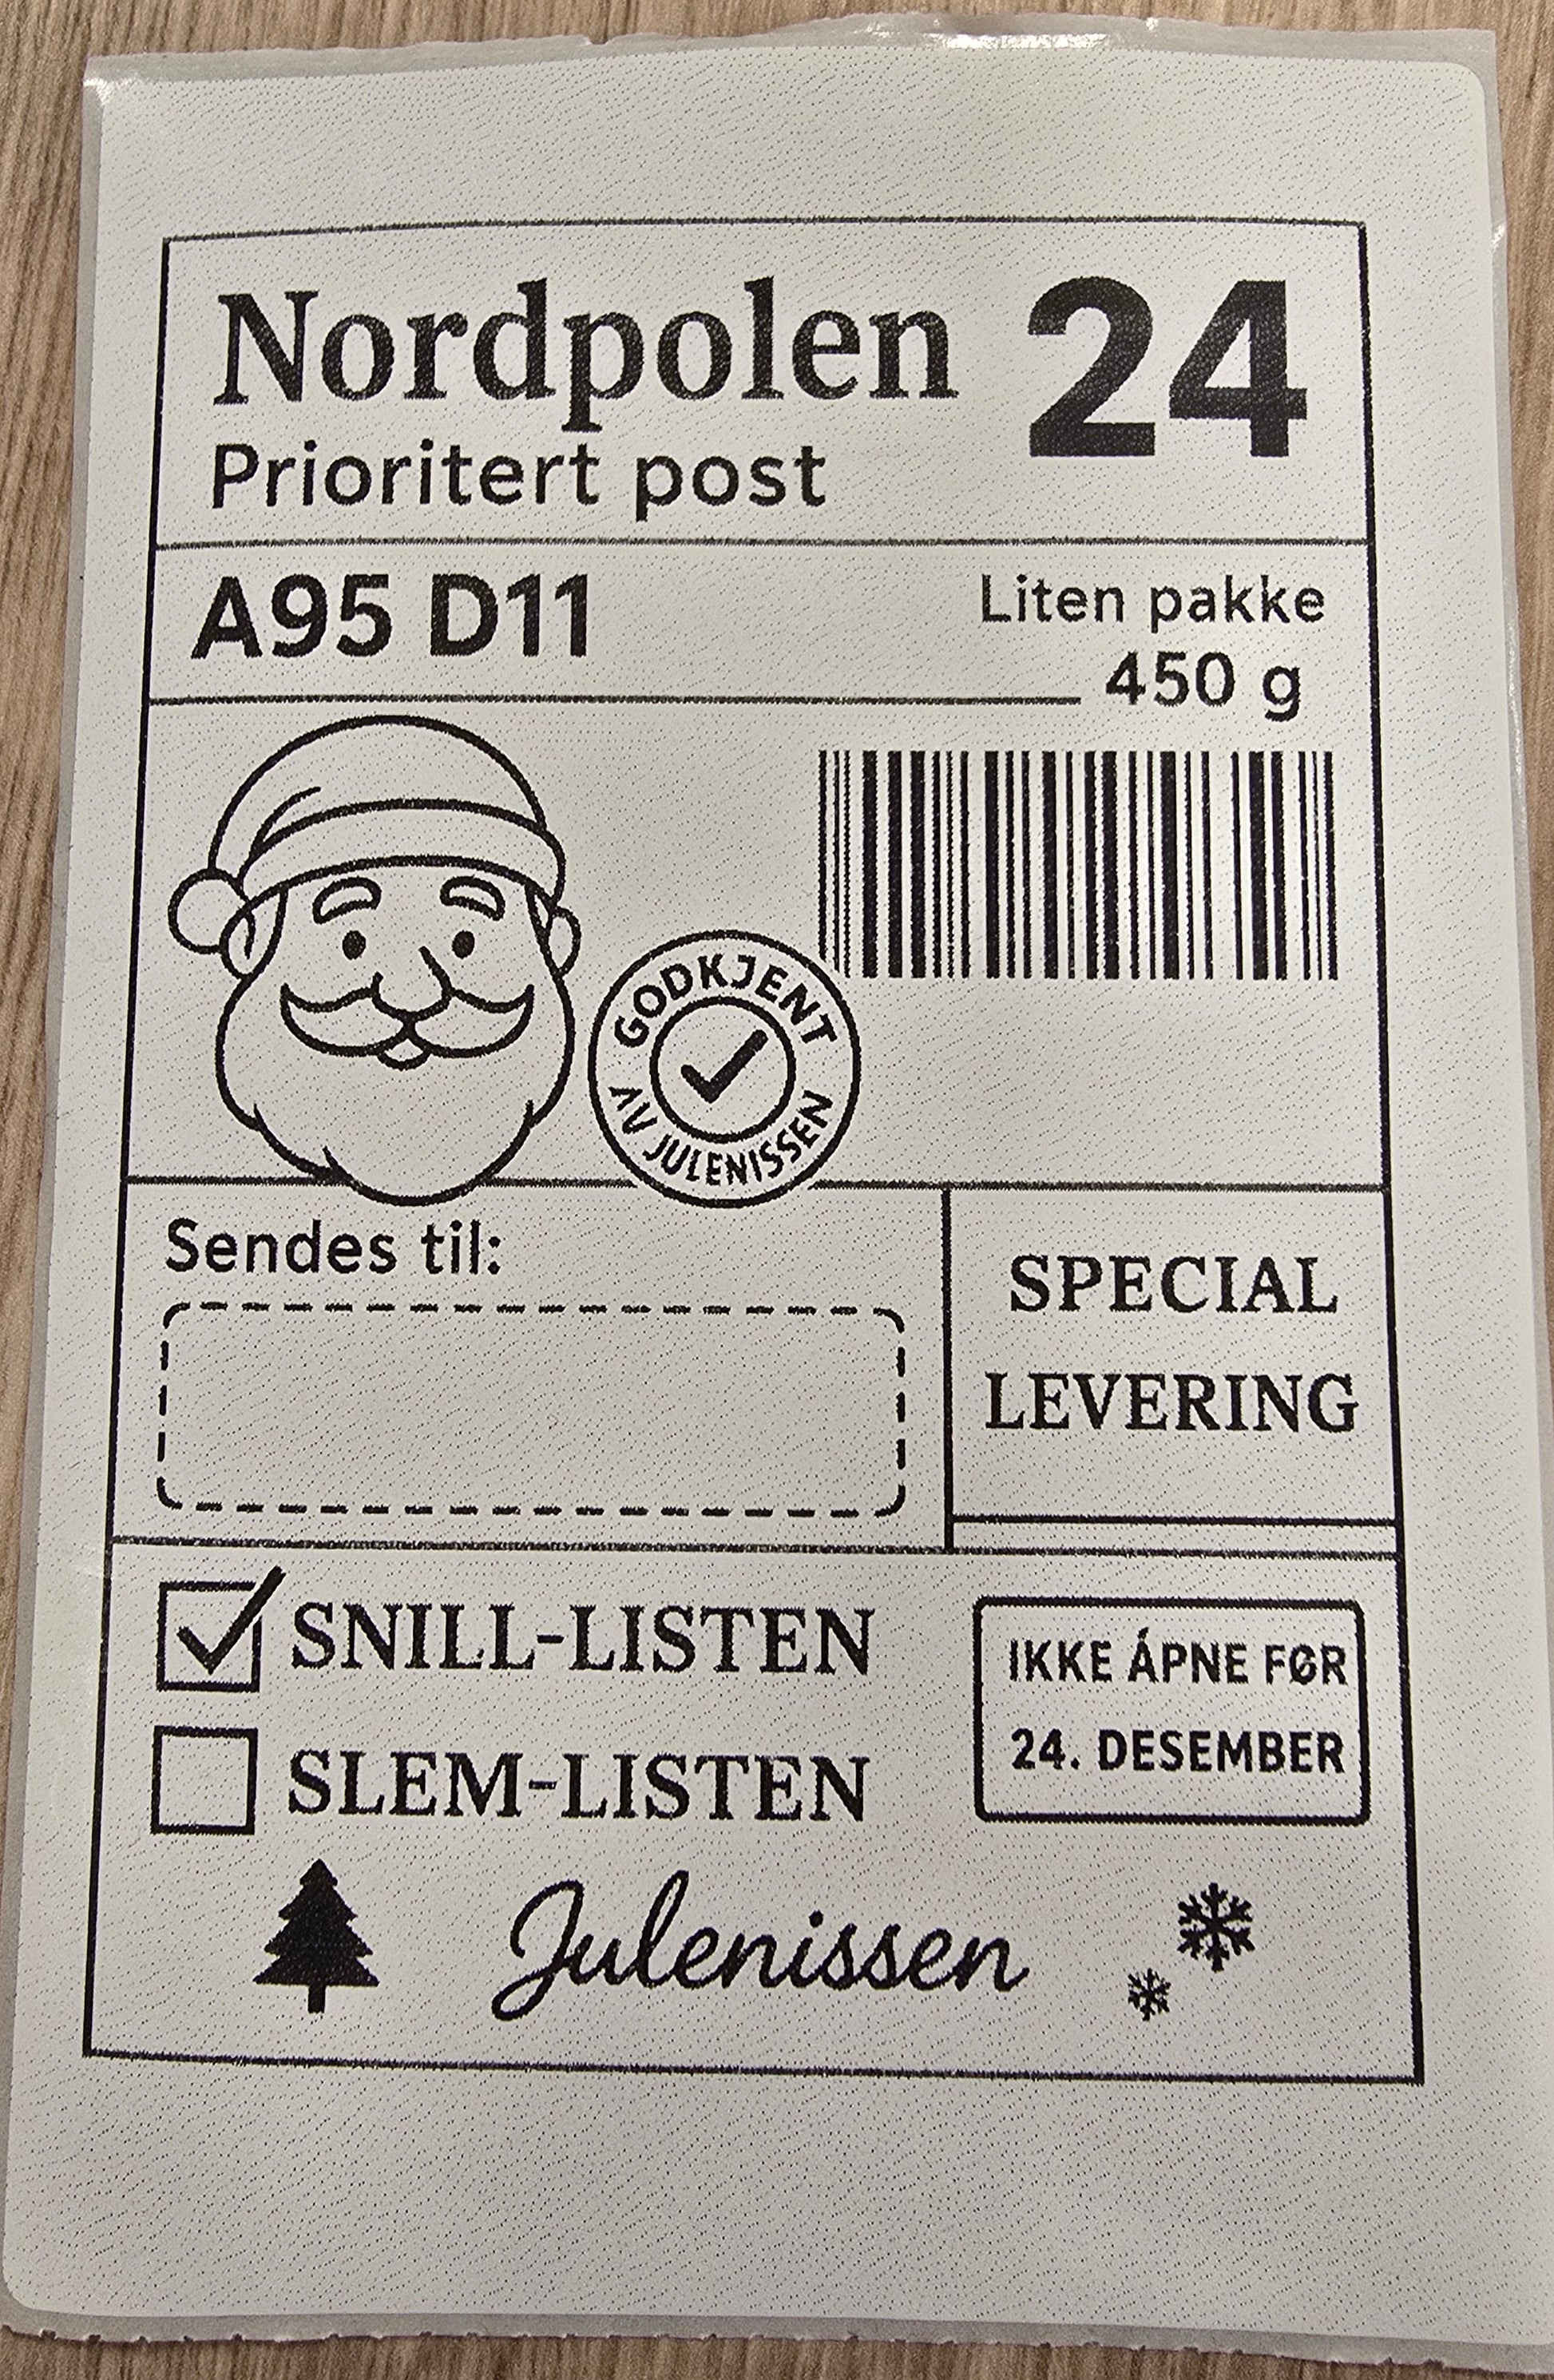 Nordpolen 24
Prioritert post
A95 D11
Liten pakke
450 g
GODKJENT
AV JULENISSEN
Sendes til:
SPECIAL
LEVERING
SNILL-LISTEN
SLEM-LISTEN
IKKE ÁPNE FØR
24. DESEMBER
Julenissen